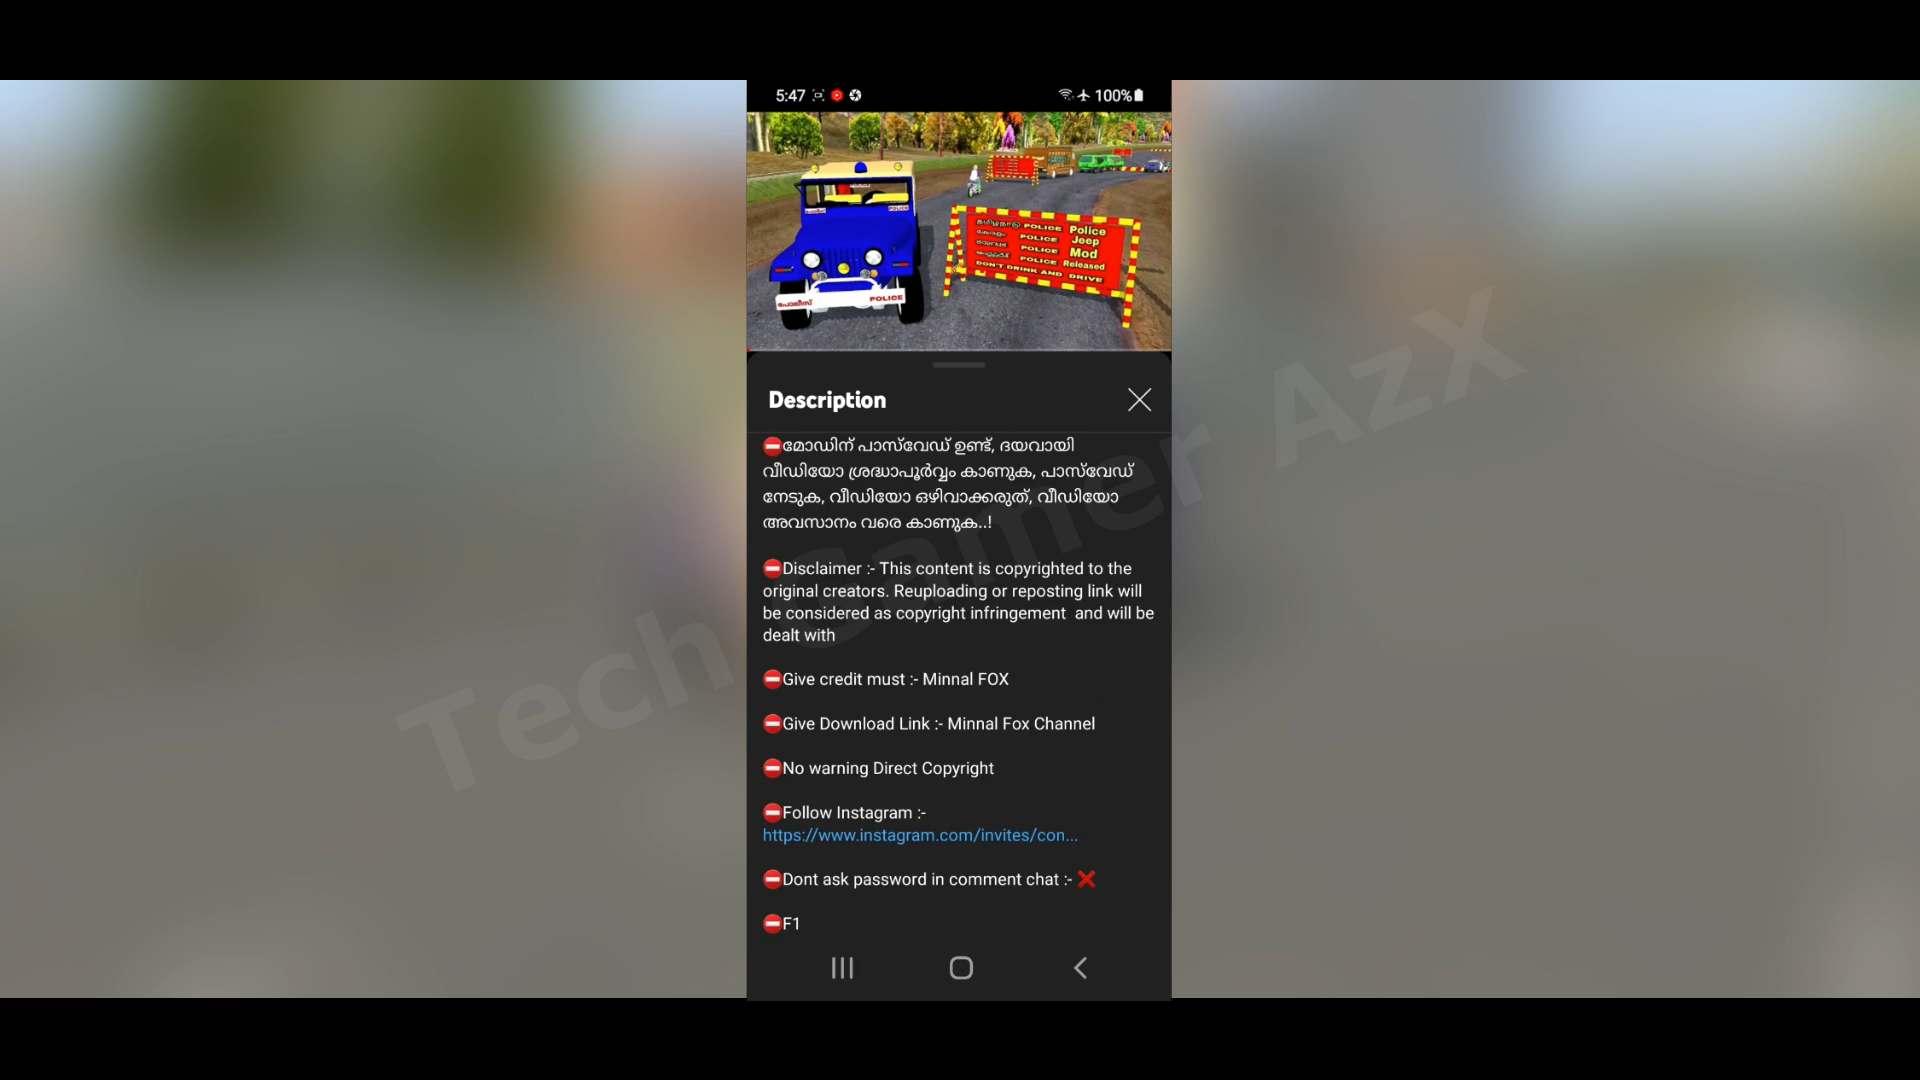 5:47 100%
POLICE
പോലീസ് POLICE
POLICE Police
POLICE Jeep
POLICE Mod
POLICE Released
DON'T DRINK AND DRIVE
Description
⛔മോഡിന് പാസ്‌വേഡ് ഉണ്ട്, ദയവായി
വീഡിയോ ശ്രദ്ധാപൂർവ്വം കാണുക, പാസ്‌വേഡ്
നേടുക, വീഡിയോ ഒഴിവാക്കരുത്, വീഡിയോ
അവസാനം വരെ കാണുക..!
⛔Disclaimer :- This content is copyrighted to the
original creators. Reuploading or reposting link will
be considered as copyright infringement  and will be
dealt with
⛔Give credit must :- Minnal FOX
⛔Give Download Link :- Minnal Fox Channel
⛔No warning Direct Copyright
⛔Follow Instagram :-
https://www.instagram.com/invites/con...
⛔Dont ask password in comment chat :- ❌
⛔F1
Tech Gamer AzX